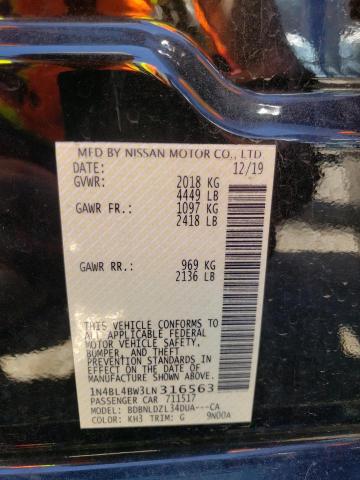 MFD BY NISSAN MOTOR CO., LTD
DATE: 12/19
GVWR: 2018 KG
4449 LB
GAWR FR.: 1097 KG
2418 LB
GAWR RR.: 969 KG
2136 LB
THIS VEHICLE CONFORMS TO
ALL APPLICABLE FEDERAL
MOTOR VEHICLE SAFETY,
BUMPER, AND THEFT
PREVENTION STANDARDS
IN EFFECT ON THE DATE OF
MANUFACTURE SHOWN ABOVE.
1N4BL4BW3LN316563
PASSENGER CAR 711517
MODEL: BDBNLDZL34DUA---CA
COLOR: KH3 TRIM: G 9N00A